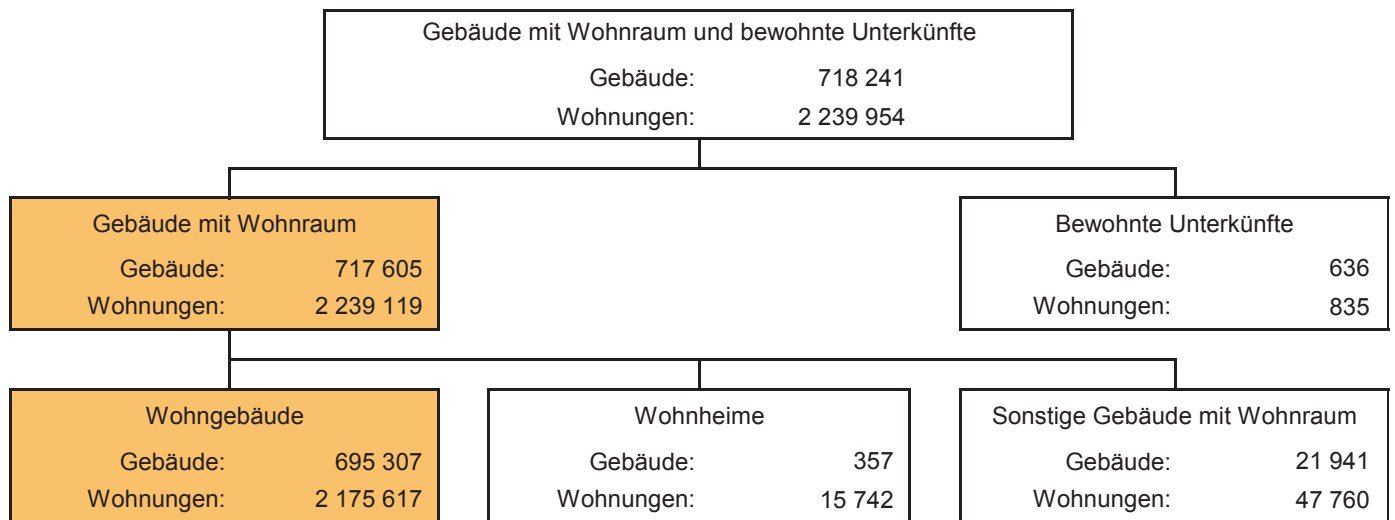 Gebäude mit Wohnraum und bewohnte Unterkünfte
Gebäude: 718 241
Wohnungen: 2 239 954
Gebäude mit Wohnraum
Gebäude: 717 605
Wohnungen: 2 239 119
Bewohnte Unterkünfte
Gebäude: 636
Wohnungen: 835
Wohngebäude
Gebäude: 695 307
Wohnungen: 2 175 617
Wohnheime
Gebäude: 357
Wohnungen: 15 742
Sonstige Gebäude mit Wohnraum
Gebäude: 21 941
Wohnungen: 47 760